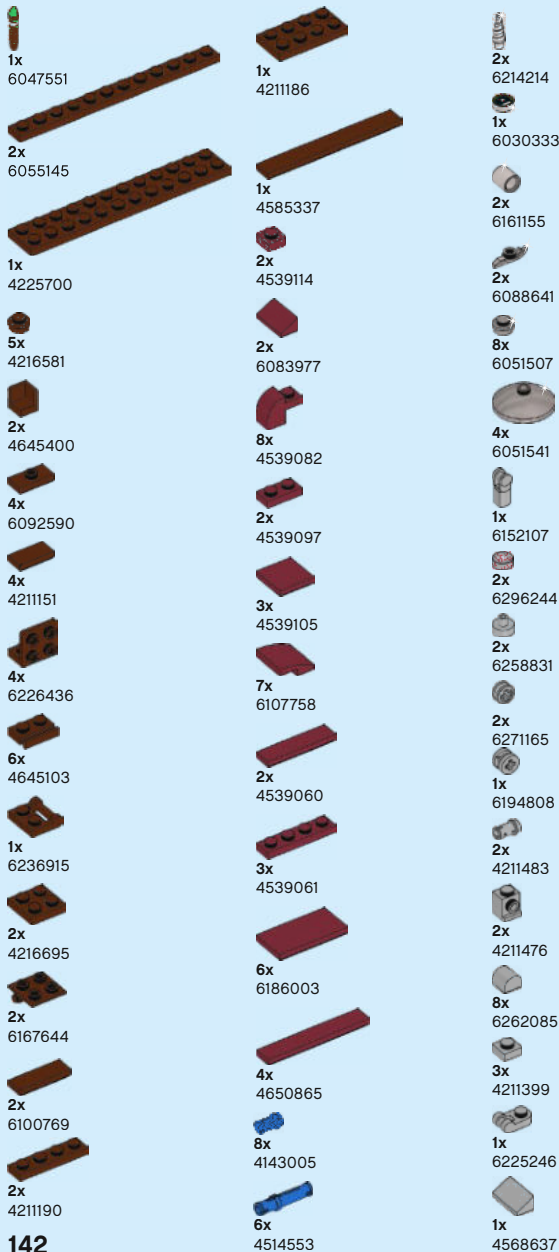 1x
6047551
2x
6055145
1x
4225700
5x
4216581
2x
4645400
4x
6092590
4x
4211151
4x
6226436
6x
4645103
1x
6236915
2x
4216695
2x
6167644
2x
6100769
2x
4211190
142
1x
4211186
1x
4585337
2x
4539114
2x
6083977
8x
4539082
2x
4539097
3x
4539105
7x
6107758
2x
4539060
3x
4539061
6x
6186003
4x
4650865
8x
4143005
6x
4514553
2x
6214214
1x
6030333
2x
6161155
2x
6088641
8x
6051507
4x
6051541
1x
6152107
2x
6296244
2x
6258831
2x
6271165
1x
6194808
2x
4211483
2x
4211476
8x
6262085
3x
4211399
1x
6225246
1x
4568637